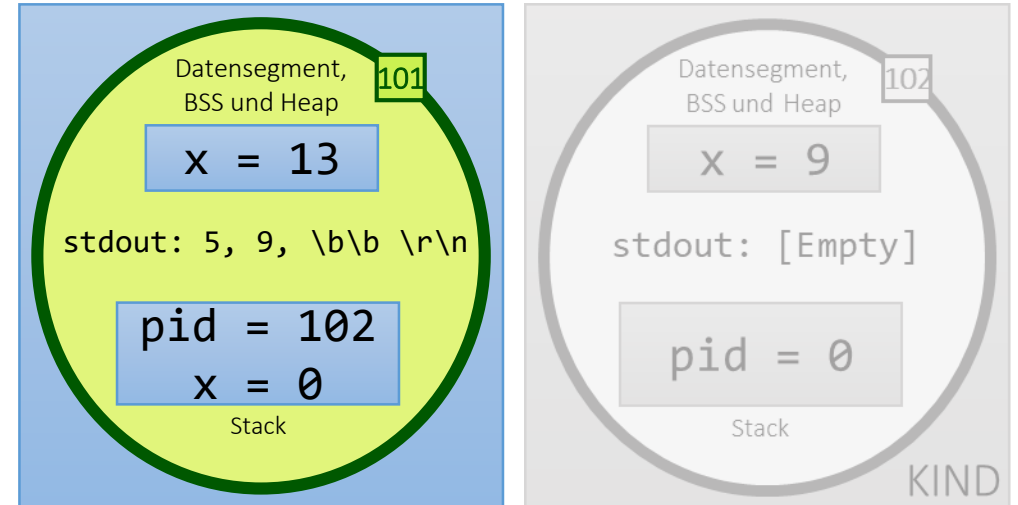 101
Datensegment,
BSS und Heap
x = 13
stdout: 5, 9, \b\b \r\n
pid = 102
x = 0
Stack
102
Datensegment,
BSS und Heap
x = 9
stdout: [Empty]
pid = 0
Stack
KIND